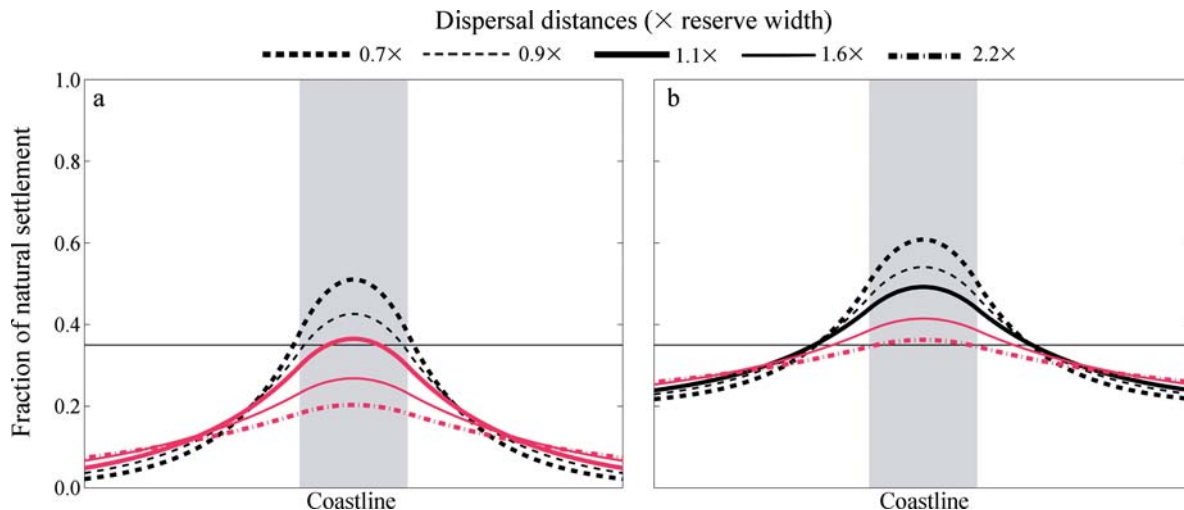 Dispersal distances (× reserve width)
0.7× 0.9× 1.1× 1.6× 2.2×
a
b
Fraction of natural settlement
1.0
0.8
0.6
0.4
0.2
0.0
Coastline
Coastline